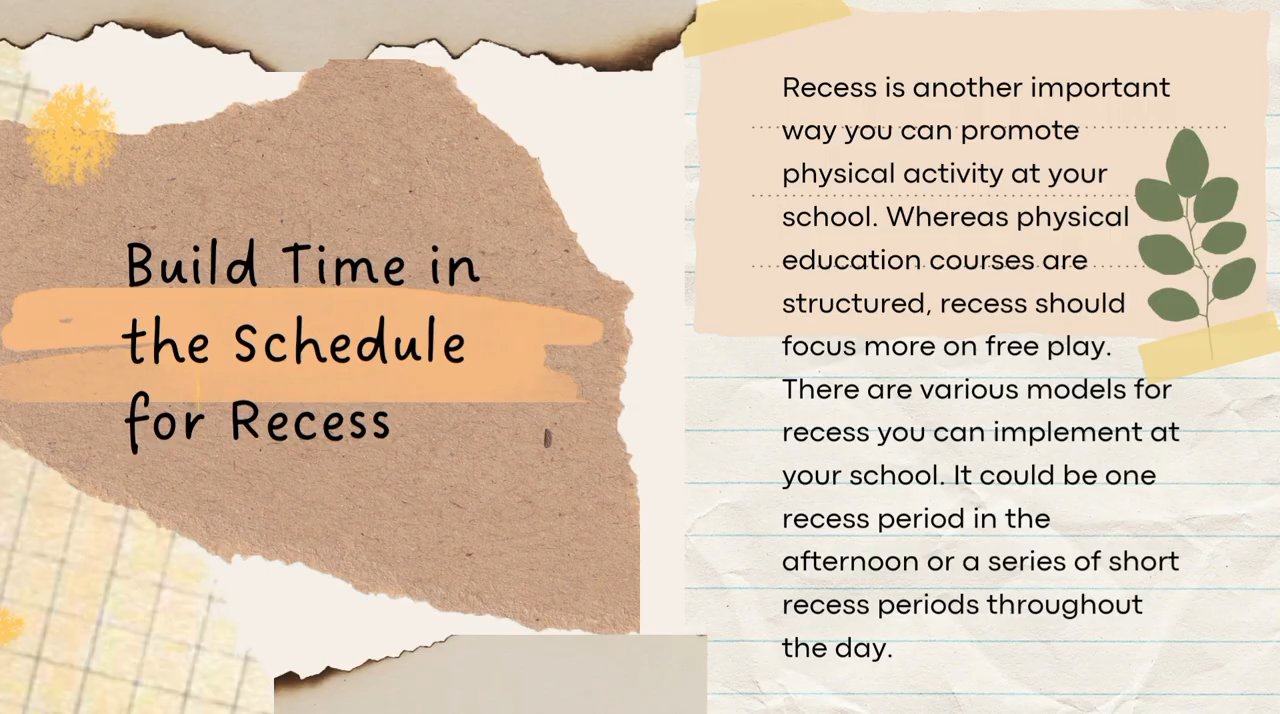 Build Time in
the Schedule
for Recess
Recess is another important
way you can promote
physical activity at your
school. Whereas physical
education courses are
structured, recess should
focus more on free play.
There are various models for
recess you can implement at
your school. It could be one
recess period in the
afternoon or a series of short
recess periods throughout
the day.